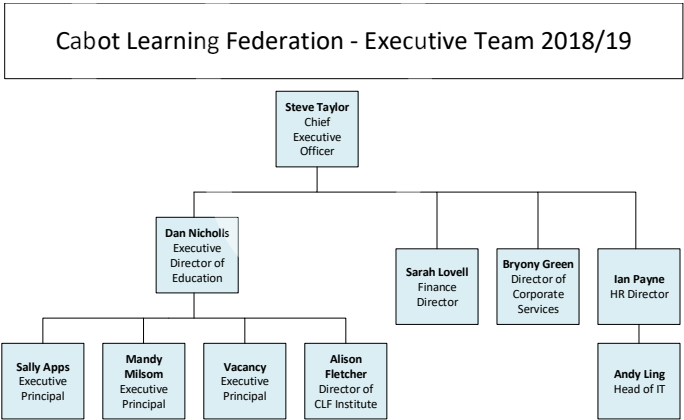 Cabot Learning Federation - Executive Team 2018/19
Steve Taylor
Chief
Executive
Officer
Dan Nicholls
Executive
Director of
Education
Sarah Lovell
Finance
Director
Bryony Green
Director of
Corporate
Services
Ian Payne
HR Director
Sally Apps
Executive
Principal
Mandy
Milsom
Executive
Principal
Vacancy
Executive
Principal
Alison
Fletcher
Director of
CLF Institute
Andy Ling
Head of IT